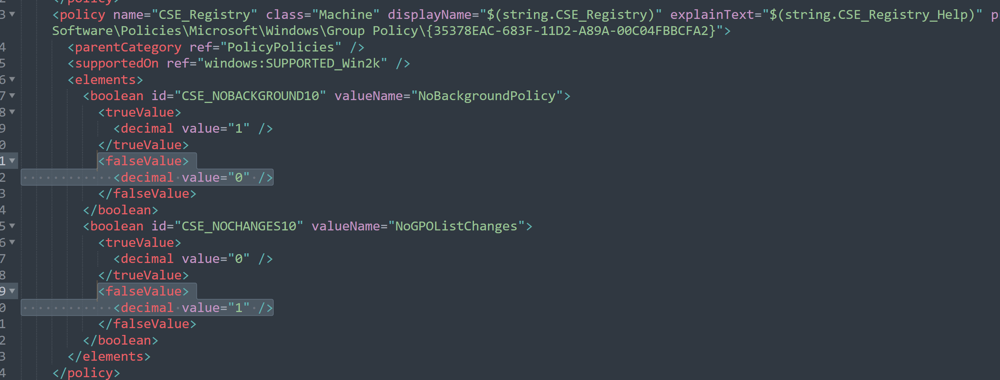 </policy>
3 <policy name="CSE_Registry" class="Machine" displayName="$(string.CSE_Registry)" explainText="$(string.CSE_Registry_Help)"
Software\Policies\Microsoft\Windows\Group Policy\{35378EAC-683F-11D2-A89A-00C04FBBCFA2}">
4 <parentCategory ref="PolicyPolicies" />
5 <supportedOn ref="windows:SUPPORTED_Win2k" />
6 <elements>
7 <boolean id="CSE_NOBACKGROUND10" valueName="NoBackgroundPolicy">
8 <trueValue>
9 <decimal value="1" />
0 </trueValue>
1 <falseValue>
2 <decimal value="0" />
3 </falseValue>
4 </boolean>
5 <boolean id="CSE_NOCHANGES10" valueName="NoGPOListChanges">
6 <trueValue>
7 <decimal value="0" />
8 </trueValue>
9 <falseValue>
0 <decimal value="1" />
1 </falseValue>
2 </boolean>
3 </elements>
4 </policy>